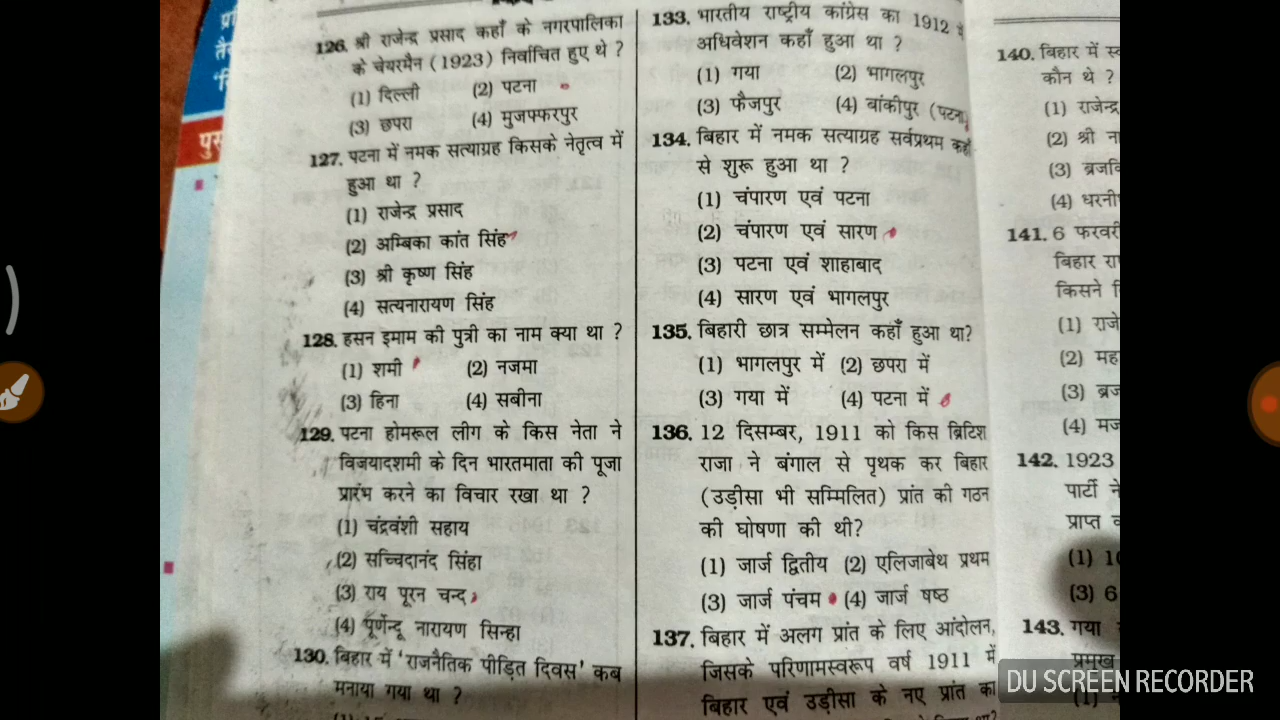 पुस
126. श्री राजेन्द्र प्रसाद कहाँ के नगरपालिका
के चेयरमैन (1923) निर्वाचित हुए थे ?
(1) दिल्ली (2) पटना
(3) छपरा (4) मुजफ्फरपुर
127. पटना में नमक सत्याग्रह किसके नेतृत्व में
हुआ था ?
(1) राजेन्द्र प्रसाद
(2) अम्बिका कांत सिंह
(3) श्री कृष्ण सिंह
(4) सत्यनारायण सिंह
128. हसन इमाम की पुत्री का नाम क्या था ?
(1) शमी (2) नजमा
(3) हिना (4) सबीना
129. पटना होमरूल लीग के किस नेता ने
विजयादशमी के दिन भारतमाता की पूजा
प्रारंभ करने का विचार रखा था ?
(1) चंद्रवंशी सहाय
(2) सच्चिदानंद सिंहा
(3) राय पूरन चन्द
(4) पूर्णेन्दू नारायण सिन्हा
130. बिहार में 'राजनैतिक पीड़ित दिवस' कब
मनाया गया था ?
133. भारतीय राष्ट्रीय कांग्रेस का 1912 में
अधिवेशन कहाँ हुआ था ?
(1) गया (2) भागलपुर
(3) फैजपुर (4) बांकीपुर (पटना)
134. बिहार में नमक सत्याग्रह सर्वप्रथम कहाँ
से शुरू हुआ था ?
(1) चंपारण एवं पटना
(2) चंपारण एवं सारण
(3) पटना एवं शाहाबाद
(4) सारण एवं भागलपुर
135. बिहारी छात्र सम्मेलन कहाँ हुआ था?
(1) भागलपुर में (2) छपरा में
(3) गया में (4) पटना में
136. 12 दिसम्बर, 1911 को किस ब्रिटिश
राजा ने बंगाल से पृथक कर बिहार
(उड़ीसा भी सम्मिलित) प्रांत की गठन
की घोषणा की थी?
(1) जार्ज द्वितीय (2) एलिजाबेथ प्रथम
(3) जार्ज पंचम (4) जार्ज षष्ठ
137. बिहार में अलग प्रांत के लिए आंदोलन,
जिसके परिणामस्वरूप वर्ष 1911 में
बिहार एवं उड़ीसा के नए प्रांत का
140. बिहार में स्व
कौन थे ?
(1) राजेन्द्र
(2) श्री ना
(3) ब्रजकि
(4) धरनी
141. 6 फरवरी
बिहार रा
किसने
(1) राजे
(2) मह
(3) ब्रज
(4) मज
142. 1923
पार्टी ने
प्राप्त
(1) 10
(3) 6
143. गया
प्रमुख
(1)
DU SCREEN RECORDER